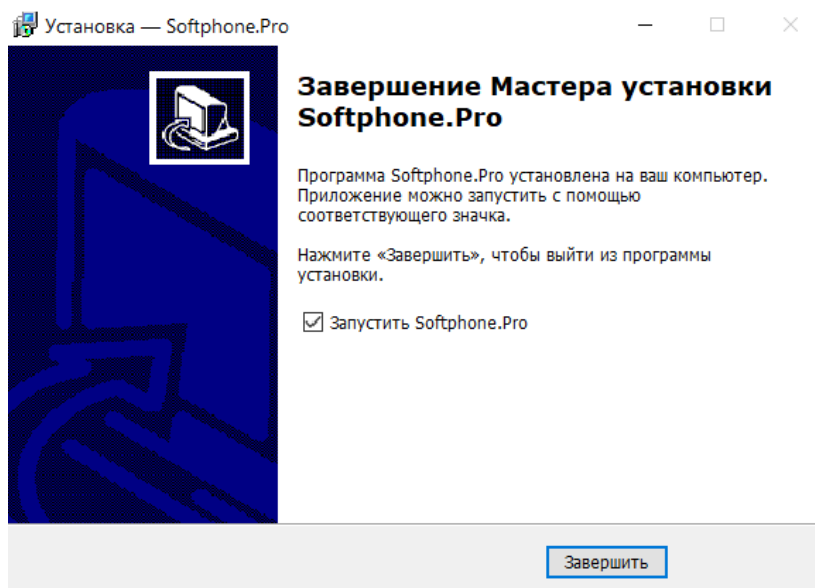 Установка — Softphone.Pro
Завершение Мастера установки
Softphone.Pro
Программа Softphone.Pro установлена на ваш компьютер.
Приложение можно запустить с помощью
соответствующего значка.
Нажмите «Завершить», чтобы выйти из программы
установки.
Запустить Softphone.Pro
Завершить